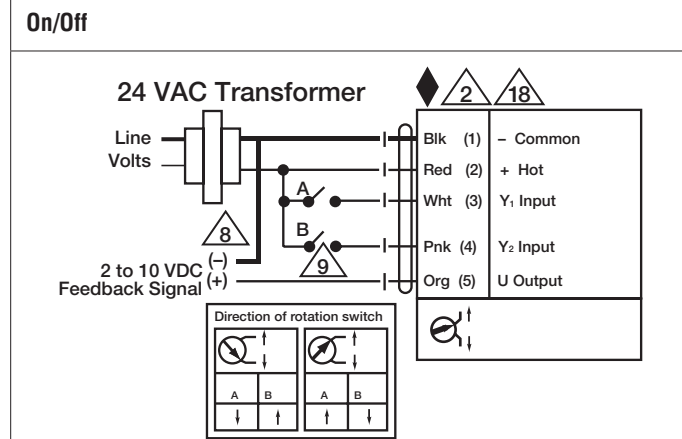 On/Off
24 VAC Transformer
2
18
Line
Volts
Blk (1) – Common
Red (2) + Hot
A
Wht (3) Y₁ Input
B
Pnk (4) Y₂ Input
8
9
2 to 10 VDC (–)
Feedback Signal (+)
Org (5) U Output
Direction of rotation switch
A B A B